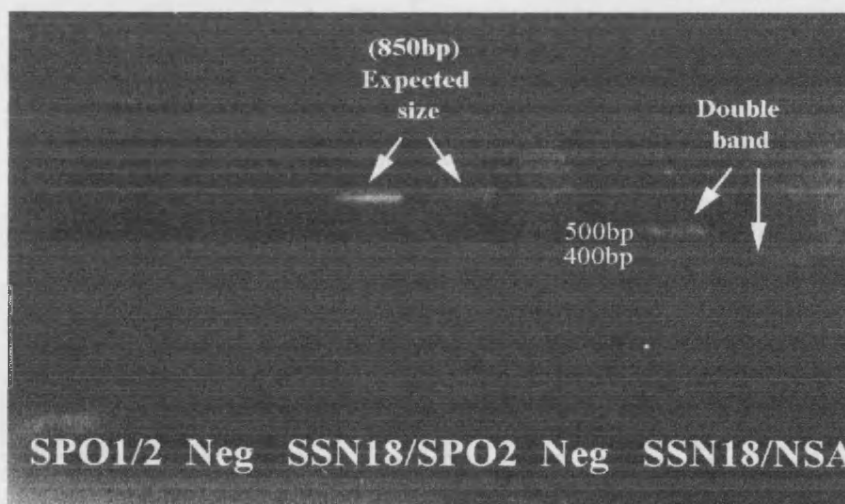 (850bp)
Expected
size
Double
band
500bp
400bp
SPO1/2 Neg SSN18/SPO2 Neg SSN18/NSA